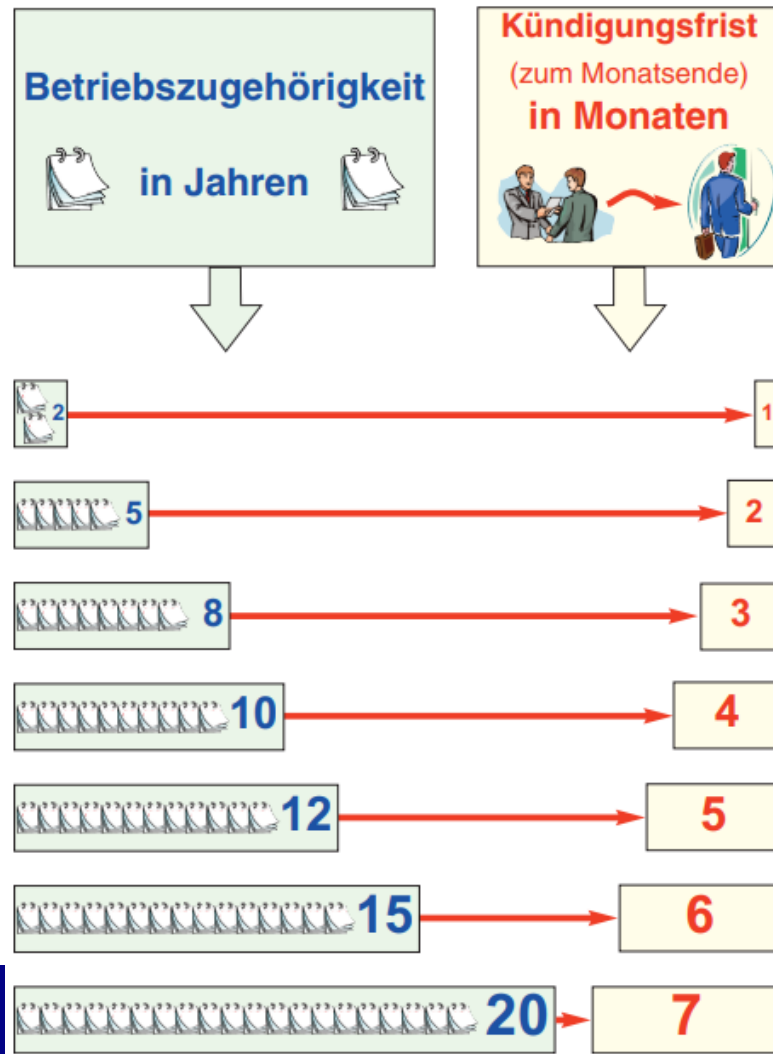 Betriebszugehörigkeit
in Jahren
Kündigungsfrist
(zum Monatsende)
in Monaten
2 1
5 2
8 3
10 4
12 5
15 6
20 7